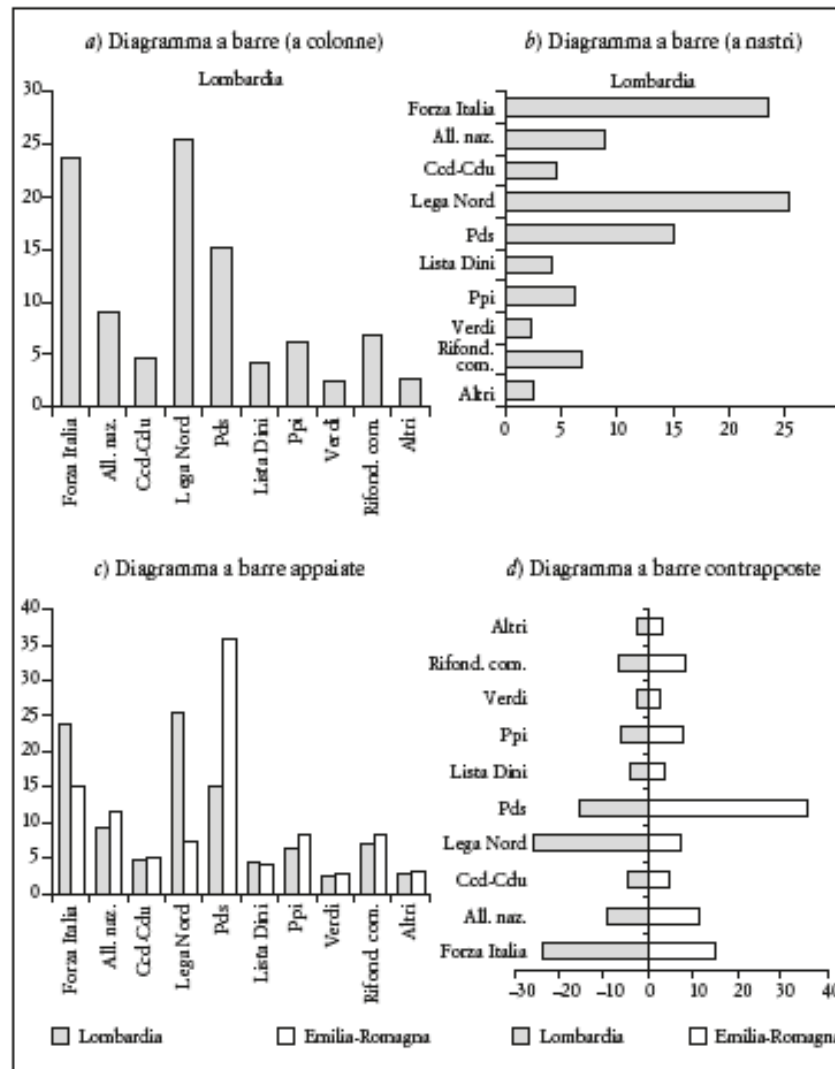 a) Diagramma a barre (a colonne)
Lombardia
30
25
20
15
10
5
0
Forza Italia
All. naz.
Ccd-Cdu
Lega Nord
Pds
Lista Dini
Ppi
Verdi
Rifond. com.
Altri
b) Diagramma a barre (a nastri)
Lombardia
Forza Italia
All. naz.
Ccd-Cdu
Lega Nord
Pds
Lista Dini
Ppi
Verdi
Rifond.
com.
Altri
0 5 10 15 20 25
c) Diagramma a barre appaiate
40
35
30
25
20
15
10
5
0
Forza Italia
All. naz.
Ccd-Cdu
Lega Nord
Pds
Lista Dini
Ppi
Verdi
Rifond. com.
Altri
Lombardia Emilia-Romagna
d) Diagramma a barre contrapposte
Altri
Rifond. com.
Verdi
Ppi
Lista Dini
Pds
Lega Nord
Ccd-Cdu
All. naz.
Forza Italia
–30 –20 –10 0 10 20 30 40
Lombardia Emilia-Romagna